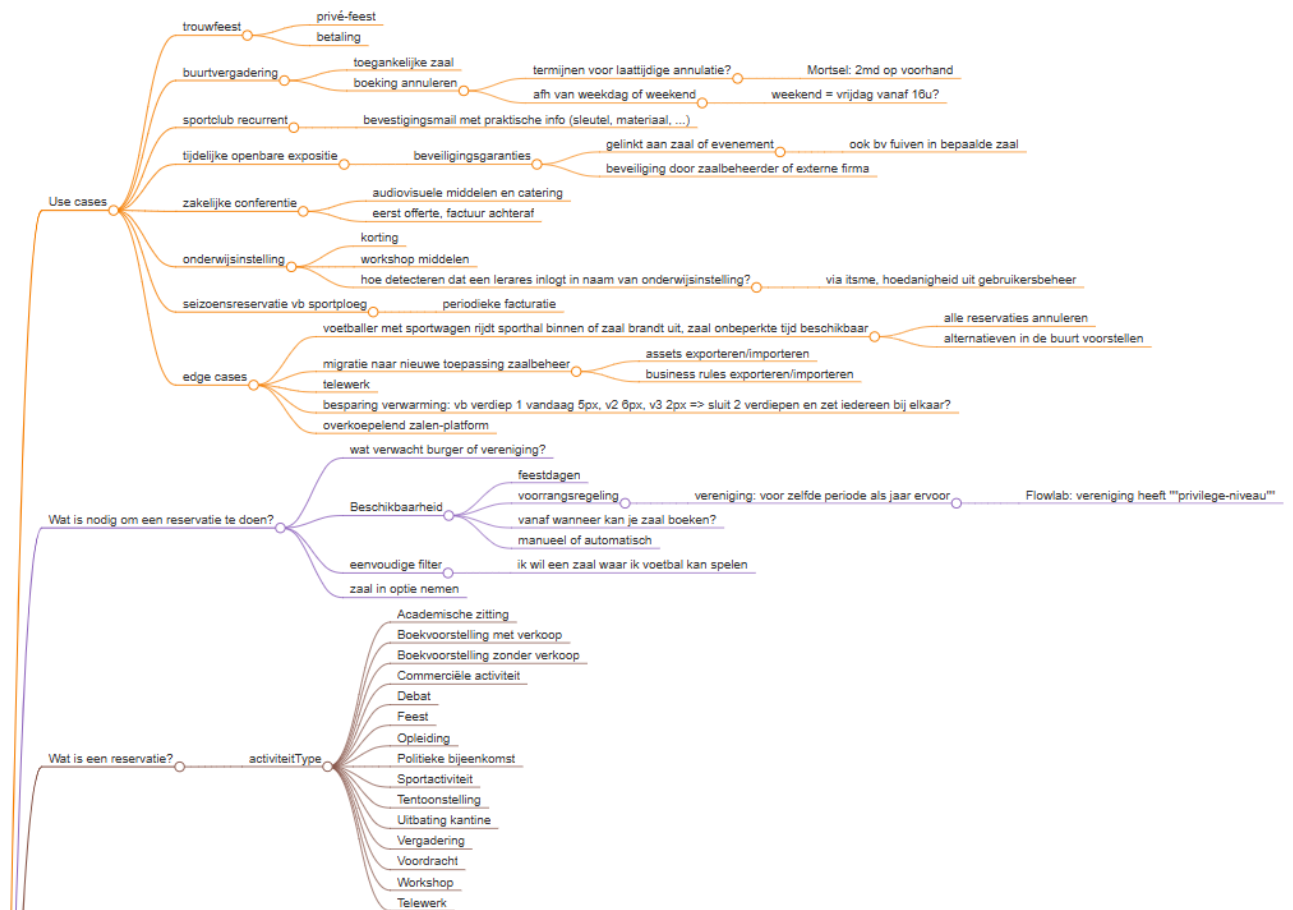 Use cases
trouwfeest
privé-feest
betaling
buurtvergadering
toegankelijke zaal
boeking annuleren
termijnen voor laattijdige annulatie?
Mortsel: 2md op voorhand
afh van weekdag of weekend
weekend = vrijdag vanaf 16u?
sportclub recurrent
bevestigingsmail met praktische info (sleutel, materiaal, ...)
tijdelijke openbare expositie
beveiligingsgaranties
gelinkt aan zaal of evenement
ook bv fuiven in bepaalde zaal
beveiliging door zaalbeheerder of externe firma
zakelijke conferentie
audiovisuele middelen en catering
eerst offerte, factuur achteraf
onderwijsinstelling
korting
workshop middelen
hoe detecteren dat een lerares inlogt in naam van onderwijsinstelling?
via itsme, hoedanigheid uit gebruikersbeheer
seizoensreservatie vb sportploeg
periodieke facturatie
edge cases
voetballer met sportwagen rijdt sporthal binnen of zaal brandt uit, zaal onbeperkte tijd beschikbaar
alle reservaties annuleren
alternatieven in de buurt voorstellen
migratie naar nieuwe toepassing zaalbeheer
assets exporteren/importeren
business rules exporteren/importeren
telewerk
besparing verwarming: vb verdiep 1 vandaag 5px, v2 6px, v3 2px => sluit 2 verdiepen en zet iedereen bij elkaar?
overkoepelend zalen-platform
Wat is nodig om een reservatie te doen?
wat verwacht burger of vereniging?
Beschikbaarheid
feestdagen
voorrangsregeling
vereniging: voor zelfde periode als jaar ervoor
Flowlab: vereniging heeft ""privilege-niveau""
vanaf wanneer kan je zaal boeken?
manueel of automatisch
eenvoudige filter
ik wil een zaal waar ik voetbal kan spelen
zaal in optie nemen
Wat is een reservatie?
activiteitType
Academische zitting
Boekvoorstelling met verkoop
Boekvoorstelling zonder verkoop
Commerciële activiteit
Debat
Feest
Opleiding
Politieke bijeenkomst
Sportactiviteit
Tentoonstelling
Uitbating kantine
Vergadering
Voordracht
Workshop
Telewerk